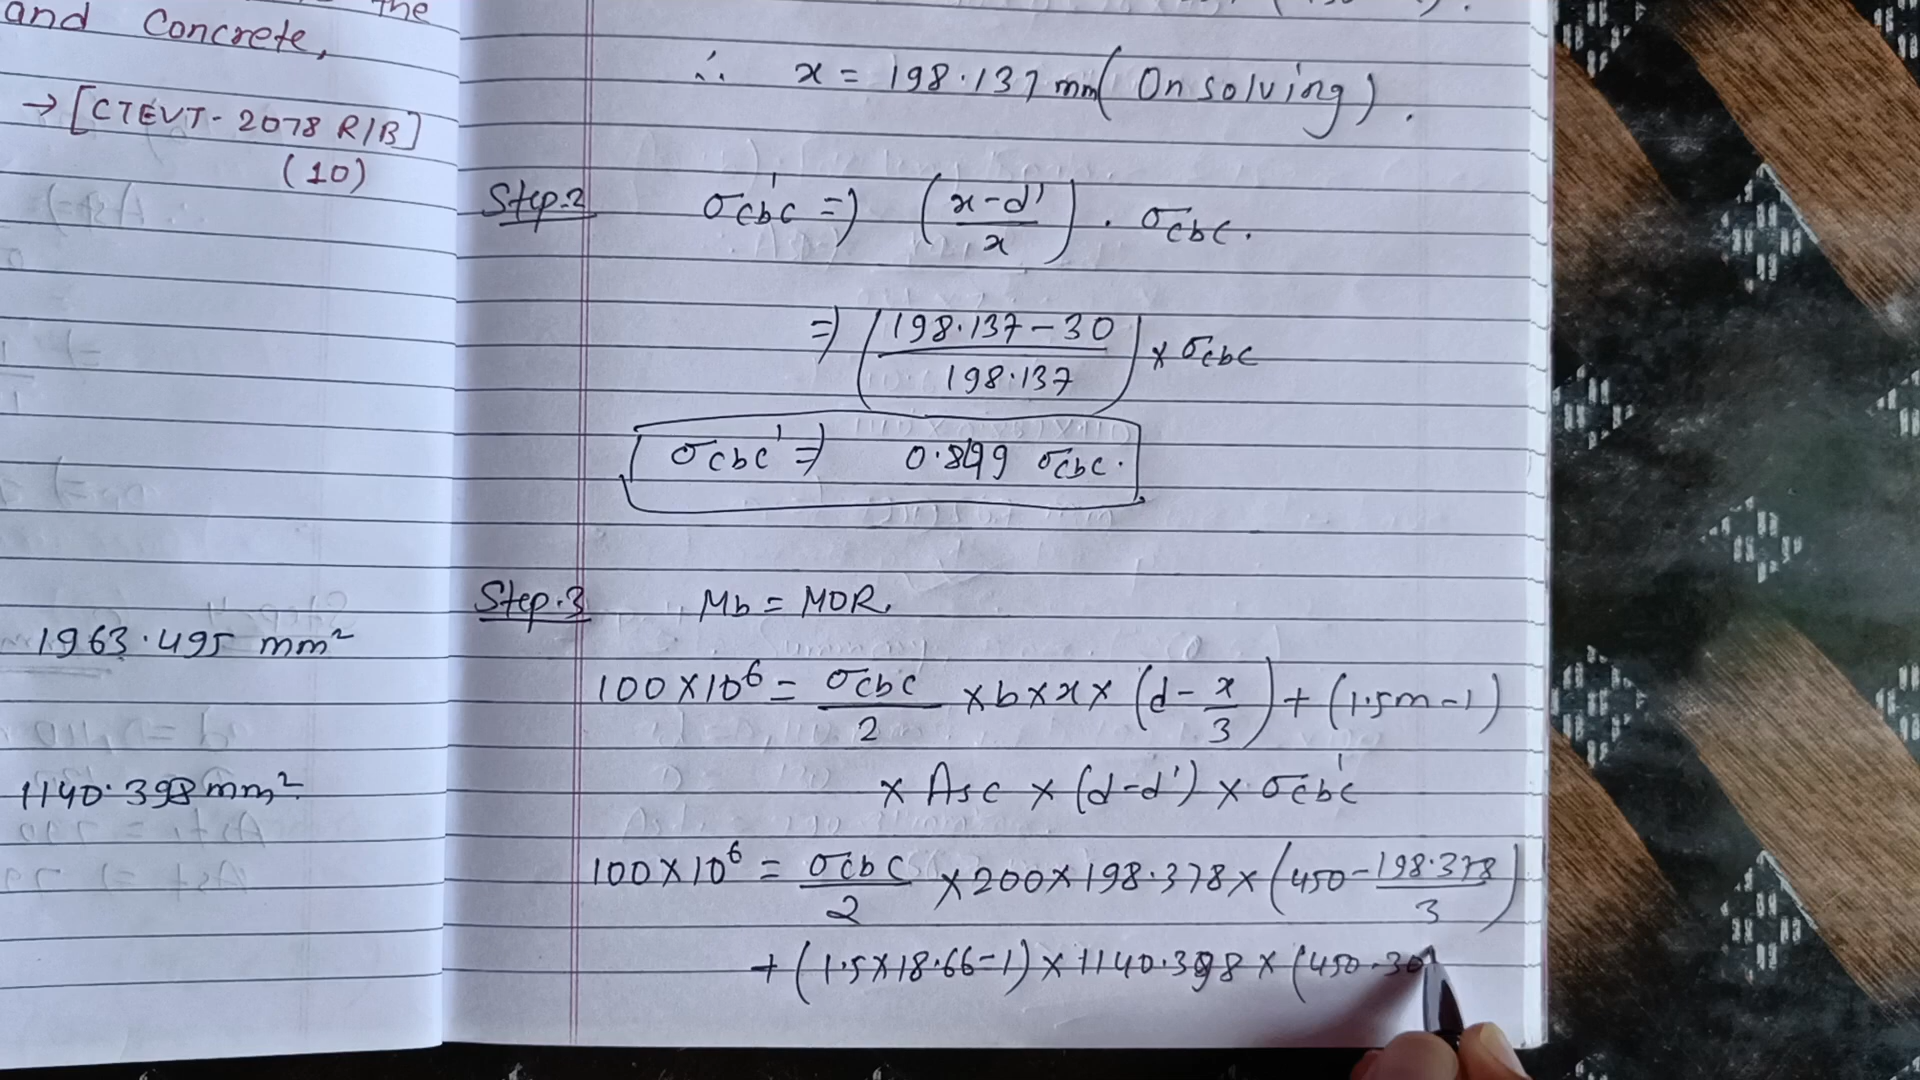 the
and Concrete,
→ [CTEVT- 2078 R/B]
(10)
1963.495 mm²
1140.398 mm²
∴ x = 198.137 mm (On solving).
Step.2 σcbc' ⇒ (x-d'/x) . σcbc.
⇒ (198.137-30/198.137) × σcbc
σcbc' ⇒ 0.849 σcbc.
Step.3 Mb = MOR.
100×10⁶ = σcbc/2 ×b×x× (d-x/3) + (1.5m-1)
× Asc × (d-d') × σcbc'
100×10⁶ = σcbc/2 ×200×198.378×(450-198.378/3)
+ (1.5×18.66-1)×1140.398×(450-30)